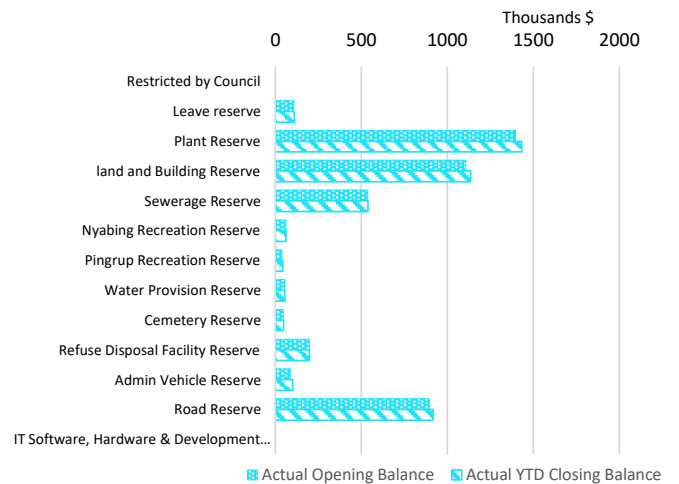 Thousands $
0 500 1000 1500 2000
Restricted by Council
Leave reserve
Plant Reserve
land and Building Reserve
Sewerage Reserve
Nyabing Recreation Reserve
Pingrup Recreation Reserve
Water Provision Reserve
Cemetery Reserve
Refuse Disposal Facility Reserve
Admin Vehicle Reserve
Road Reserve
IT Software, Hardware & Development...
Actual Opening Balance Actual YTD Closing Balance